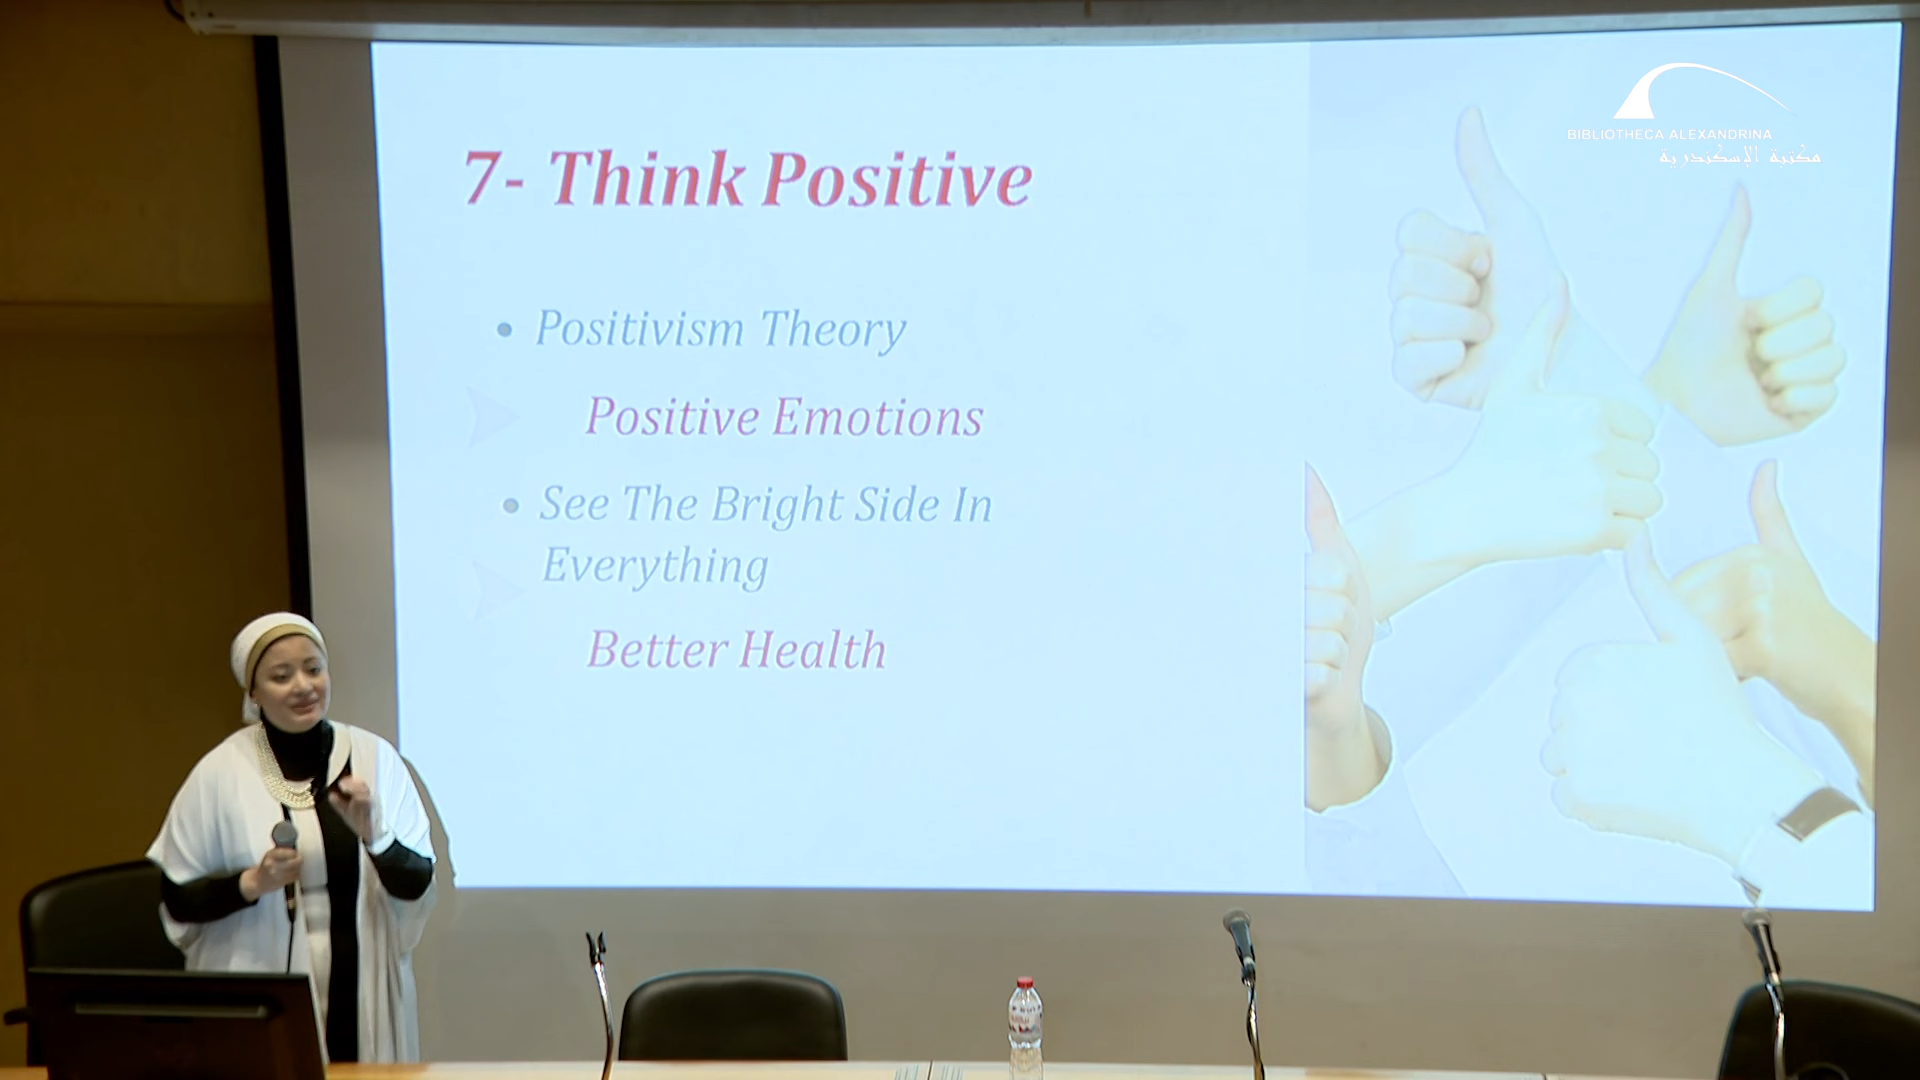 7- Think Positive
• Positivism Theory
Positive Emotions
• See The Bright Side In
Everything
Better Health
BIBLIOTHECA ALEXANDRINA
مكتبة الإسكندرية